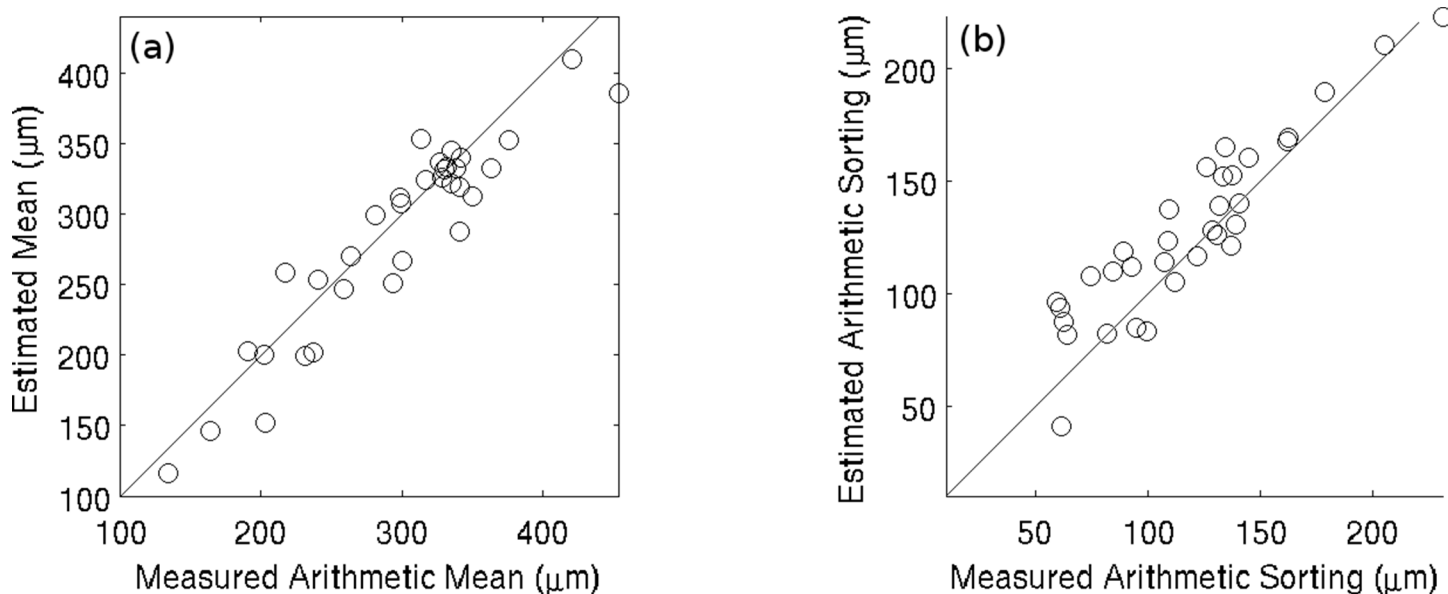 (a)
Estimated Mean (μm)
400
350
300
250
200
150
100
100 200 300 400
Measured Arithmetic Mean (μm)
(b)
Estimated Arithmetic Sorting (μm)
200
150
100
50
50 100 150 200
Measured Arithmetic Sorting (μm)